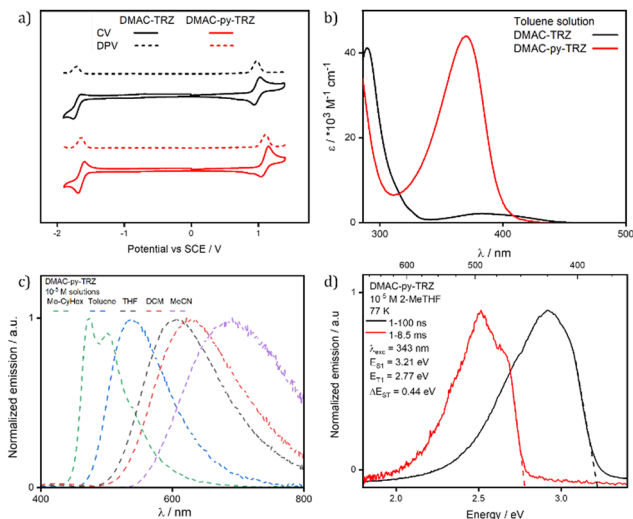 a)
DMAC-TRZ DMAC-py-TRZ
CV
DPV
-2 -1 0 1
Potential vs SCE / V
b)
Toluene solution
DMAC-TRZ
DMAC-py-TRZ
40
20
0
ε / *10³ M⁻¹ cm⁻¹
300 400 500
λ / nm
c)
DMAC-py-TRZ
10⁻⁵ M solutions
Me-CyHex Toluene THF DCM MeCN
1
0
Normalized emission / a.u.
400 600 800
λ / nm
600 500 400
d)
DMAC-py-TRZ
10⁻⁵ M 2-MeTHF
77 K
1-100 ns
1-8.5 ms
λexc = 343 nm
ES1 = 3.21 eV
ET1 = 2.77 eV
ΔEST = 0.44 eV
1
0
Normalized emission / a.u.
2.0 2.5 3.0
Energy / eV